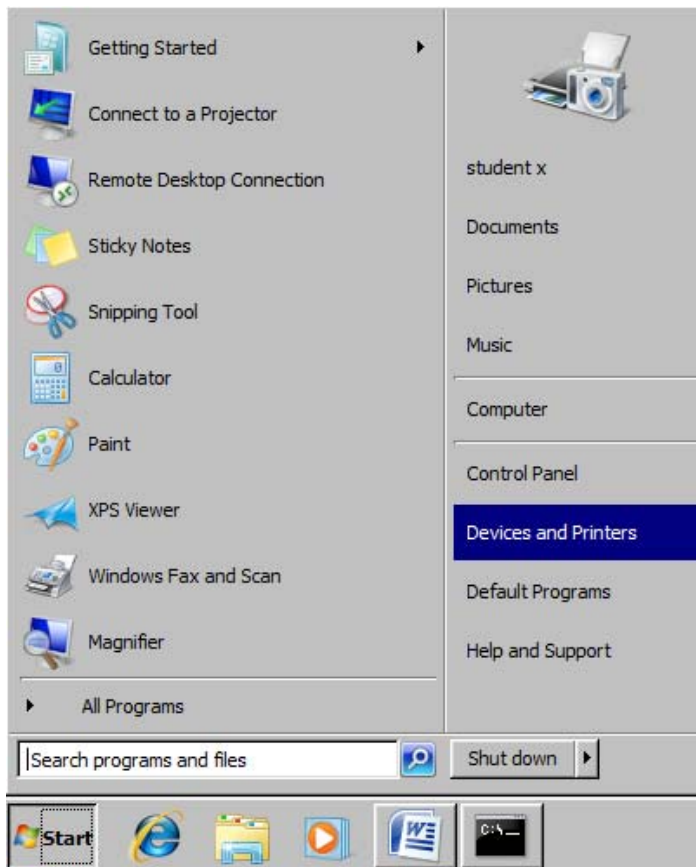 Getting Started
Connect to a Projector
Remote Desktop Connection
Sticky Notes
Snipping Tool
Calculator
Paint
XPS Viewer
Windows Fax and Scan
Magnifier
All Programs
Search programs and files
student x
Documents
Pictures
Music
Computer
Control Panel
Devices and Printers
Default Programs
Help and Support
Shut down
Start
W
C:\_